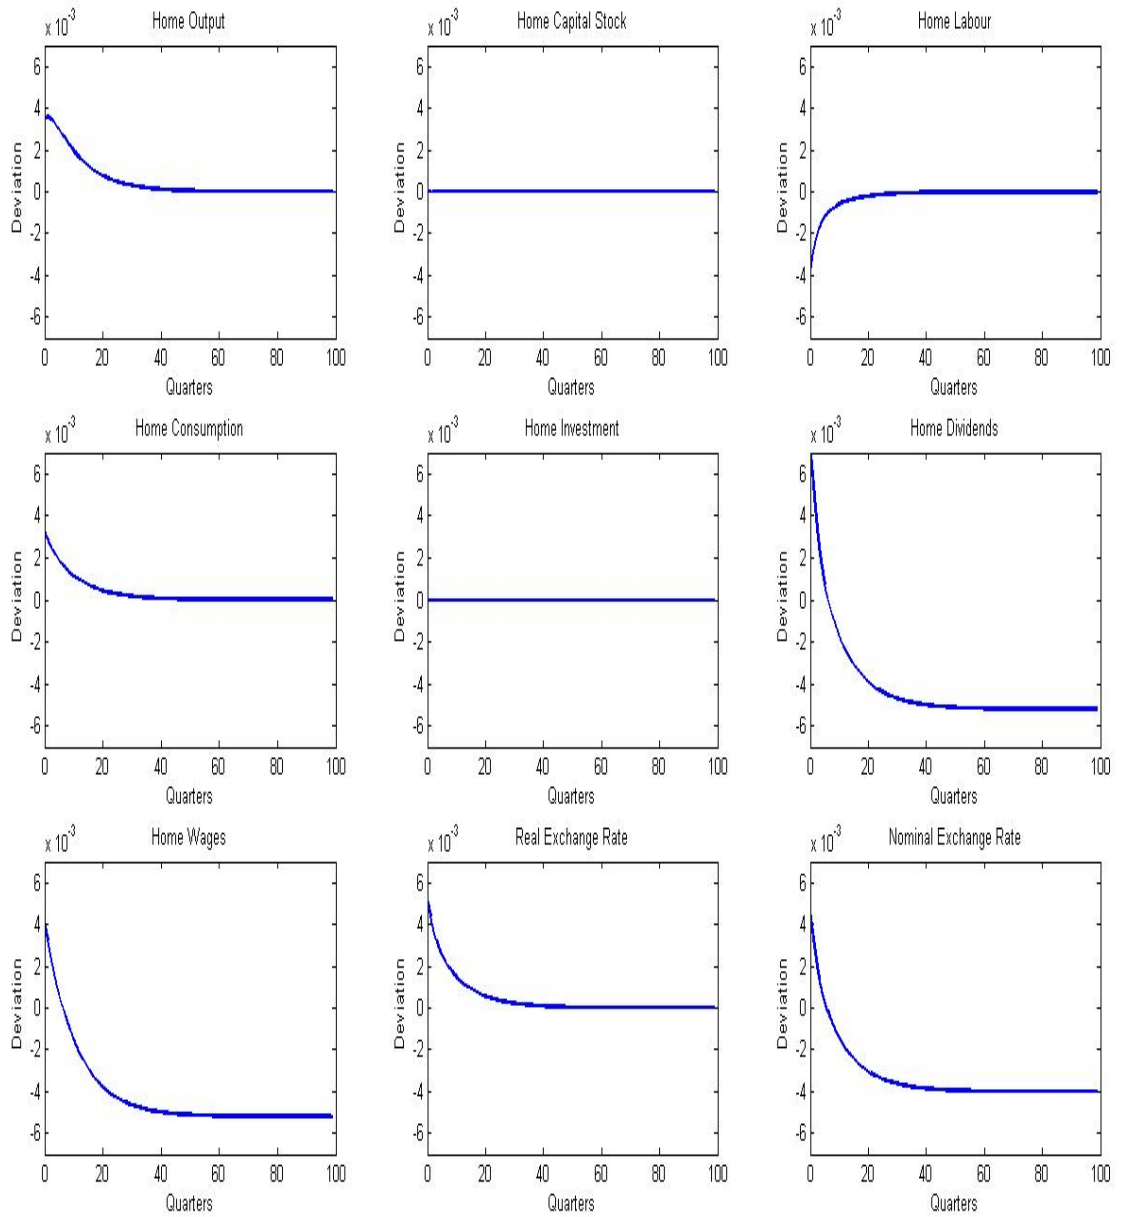 x 10-3 Home Output
6
4
2
0
-2
-4
-6
Deviation
0 20 40 60 80 100
Quarters
Home Capital Stock
6
4
2
0
-2
-4
-6
Deviation
0 20 40 60 80 100
Quarters
x 10-3 Home Labour
6
4
2
0
-2
-4
-6
Deviation
0 20 40 60 80 100
Quarters
x 10-3 Home Consumption
6
4
2
0
-2
-4
-6
Deviation
0 20 40 60 80 100
Quarters
x 10-3 Home Investment
6
4
2
0
-2
-4
-6
Deviation
0 20 40 60 80 100
Quarters
x 10-3 Home Dividends
6
4
2
0
-2
-4
-6
Deviation
0 20 40 60 80 100
Quarters
x 10-3 Home Wages
6
4
2
0
-2
-4
-6
Deviation
0 20 40 60 80 100
Quarters
x 10-3 Real Exchange Rate
6
4
2
0
-2
-4
-6
Deviation
0 20 40 60 80 100
Quarters
x 10-3 Nominal Exchange Rate
6
4
2
0
-2
-4
-6
Deviation
0 20 40 60 80 100
Quarters